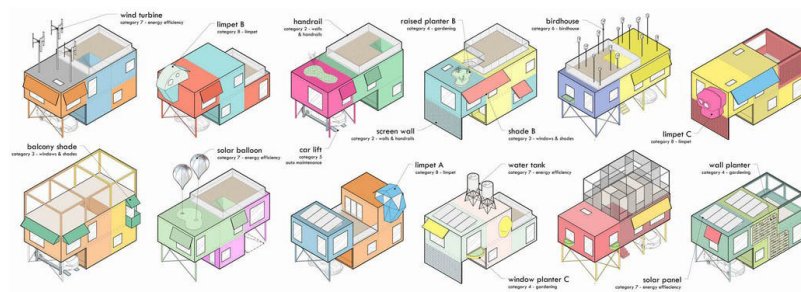 wind turbine
category 7 - energy efficiency
limpet B
category 8 - limpet
handrail
category 2 - walls
& handrails
raised planter B
category 4 - gardening
birdhouse
category 6 - birdhouse
balcony shade
category 3 - windows & shades
solar balloon
category 7 - energy efficiency
car lift
category 5
auto maintenance
screen wall
category 2 - walls & handrails
shade B
category 3 - windows & shades
limpet C
category 8 - limpet
limpet A
category 8 - limpet
water tank
category 7 - energy efficiency
wall planter
category 4 - gardening
window planter C
category 4 - gardening
solar panel
category 7 - energy effieciency